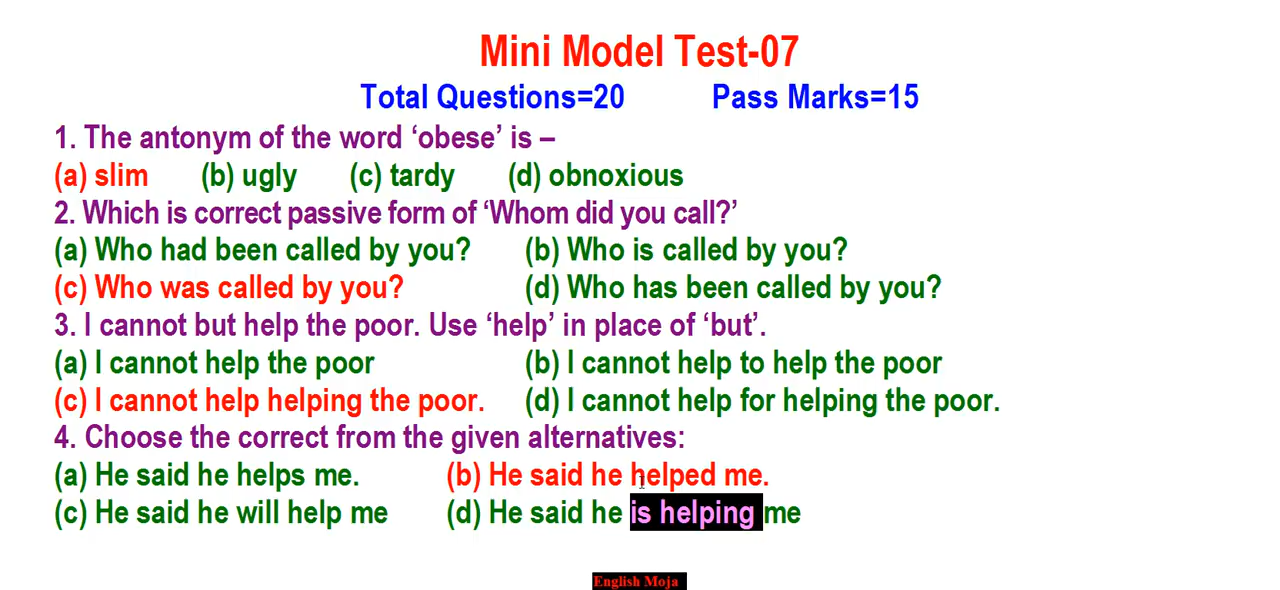 Mini Model Test-07
Total Questions=20 Pass Marks=15
1. The antonym of the word ‘obese’ is –
(a) slim (b) ugly (c) tardy (d) obnoxious
2. Which is correct passive form of ‘Whom did you call?’
(a) Who had been called by you? (b) Who is called by you?
(c) Who was called by you? (d) Who has been called by you?
3. I cannot but help the poor. Use ‘help’ in place of ‘but’.
(a) I cannot help the poor (b) I cannot help to help the poor
(c) I cannot help helping the poor. (d) I cannot help for helping the poor.
4. Choose the correct from the given alternatives:
(a) He said he helps me. (b) He said he helped me.
(c) He said he will help me (d) He said he is helping me
English Moja